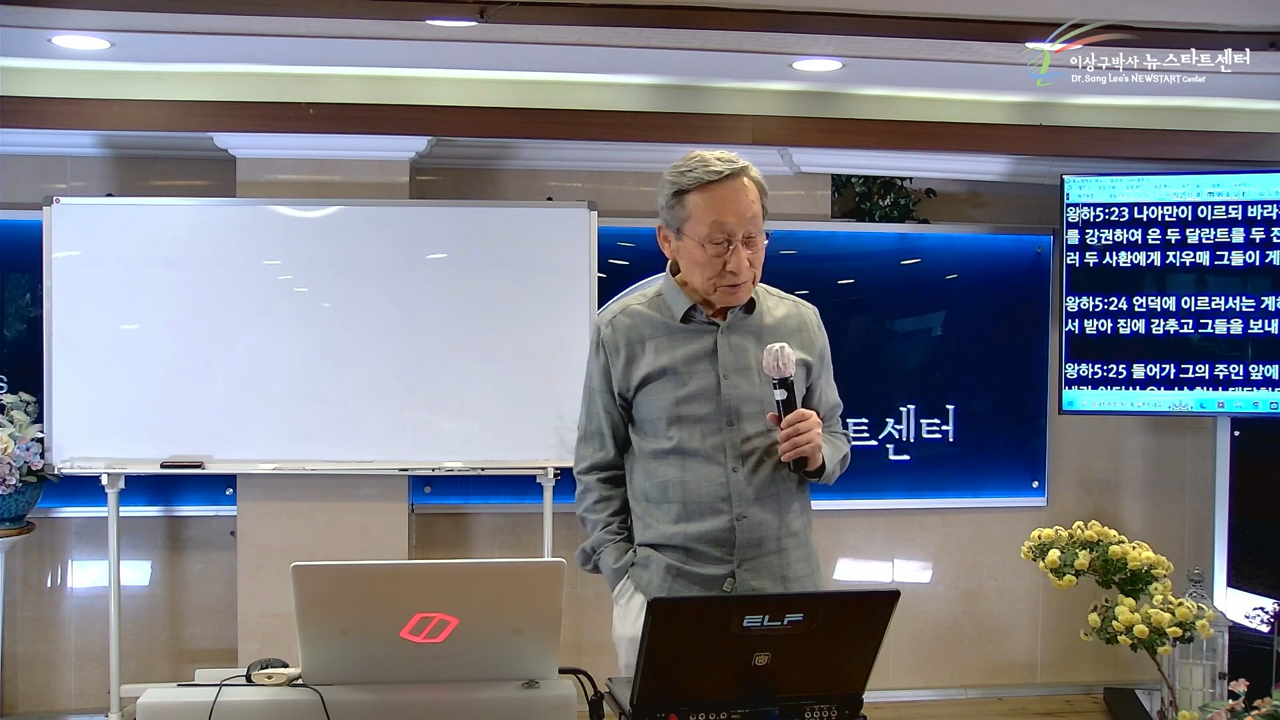 이상구박사 뉴스타트센터
Dr. Sang Lee's NEWSTART Center
왕하5:23 나아만이 이르되 바라
를 강권하여 은 두 달란트를 두 전
러 두 사환에게 지우매 그들이 게
왕하5:24 언덕에 이르러서는 게하
서 받아 집에 감추고 그들을 보내
왕하5:25 들어가 그의 주인 앞에
트센터
S
ELF